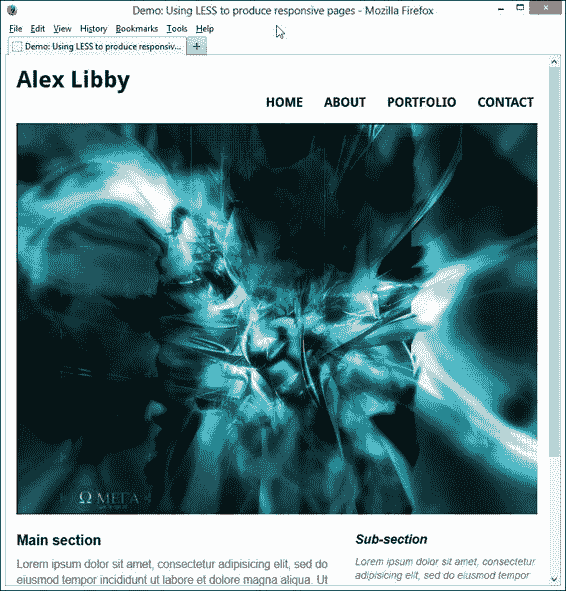 Demo: Using LESS to produce responsive pages - Mozilla Firefox
File Edit View History Bookmarks Tools Help
Demo: Using LESS to produce responsiv... +
Alex Libby
HOME ABOUT PORTFOLIO CONTACT
Ω ΜΕΓΑ
Main section
Lorem ipsum dolor sit amet, consectetur adipisicing elit, sed do
eiusmod tempor incididunt ut labore et dolore magna aliqua. Ut
Sub-section
Lorem ipsum dolor sit amet, consectetur
adipisicing elit, sed do eiusmod tempor